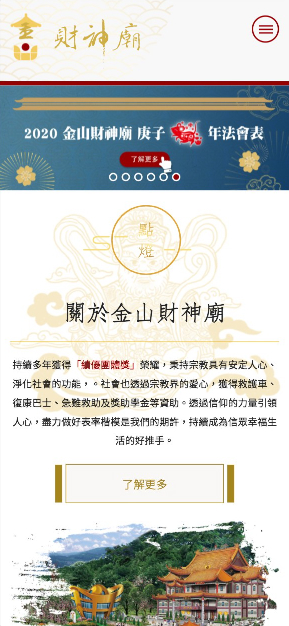 金
財神廟
2020 金山財神廟 庚子 年法會表
了解更多
點
燈
關於金山財神廟
持續多年獲得「績優團體獎」榮耀，秉持宗教具有安定人心、
淨化社會的功能，。社會也透過宗教界的愛心，獲得救護車、
復康巴士、急難救助及獎助學金等資助。透過信仰的力量引領
人心，盡力做好表率楷模是我們的期許，持續成為信眾幸福生
活的好推手。
了解更多